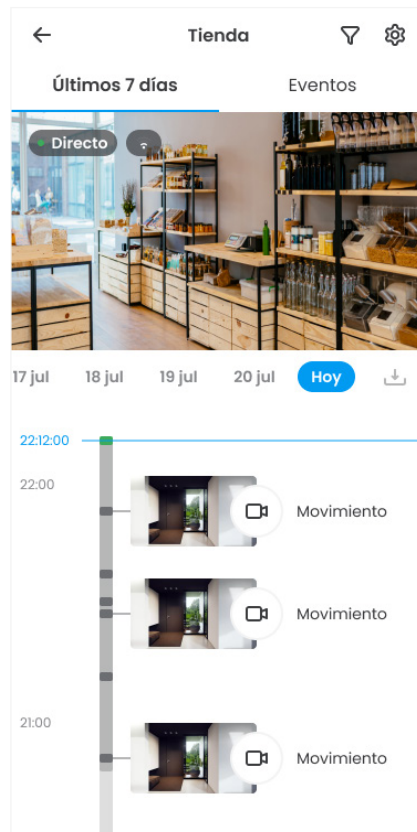 Tienda
Últimos 7 días Eventos
Directo
17 jul 18 jul 19 jul 20 jul Hoy
22:12:00
22:00
Movimiento
Movimiento
21:00
Movimiento